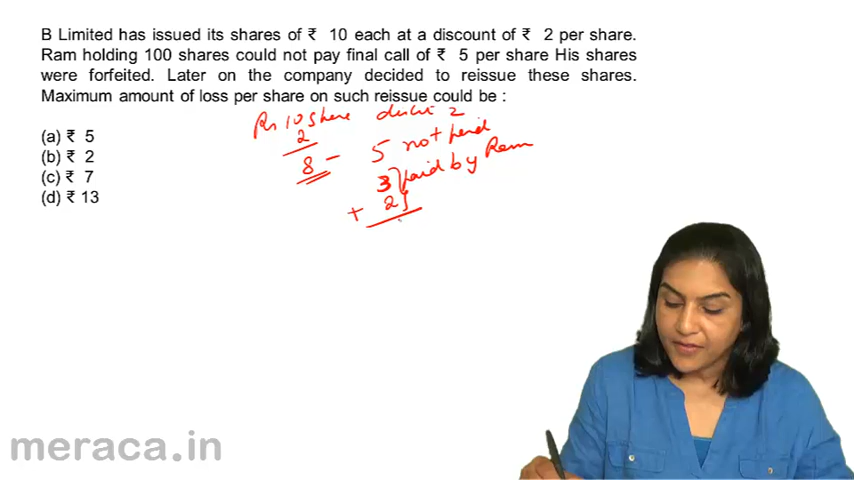 B Limited has issued its shares of ₹ 10 each at a discount of ₹ 2 per share.
Ram holding 100 shares could not pay final call of ₹ 5 per share His shares
were forfeited. Later on the company decided to reissue these shares.
Maximum amount of loss per share on such reissue could be :
(a) ₹ 5
(b) ₹ 2
(c) ₹ 7
(d) ₹ 13
Rs 10 share 2
2
8 - 5 not paid
3 paid by Ram
+ 2
meraca.in